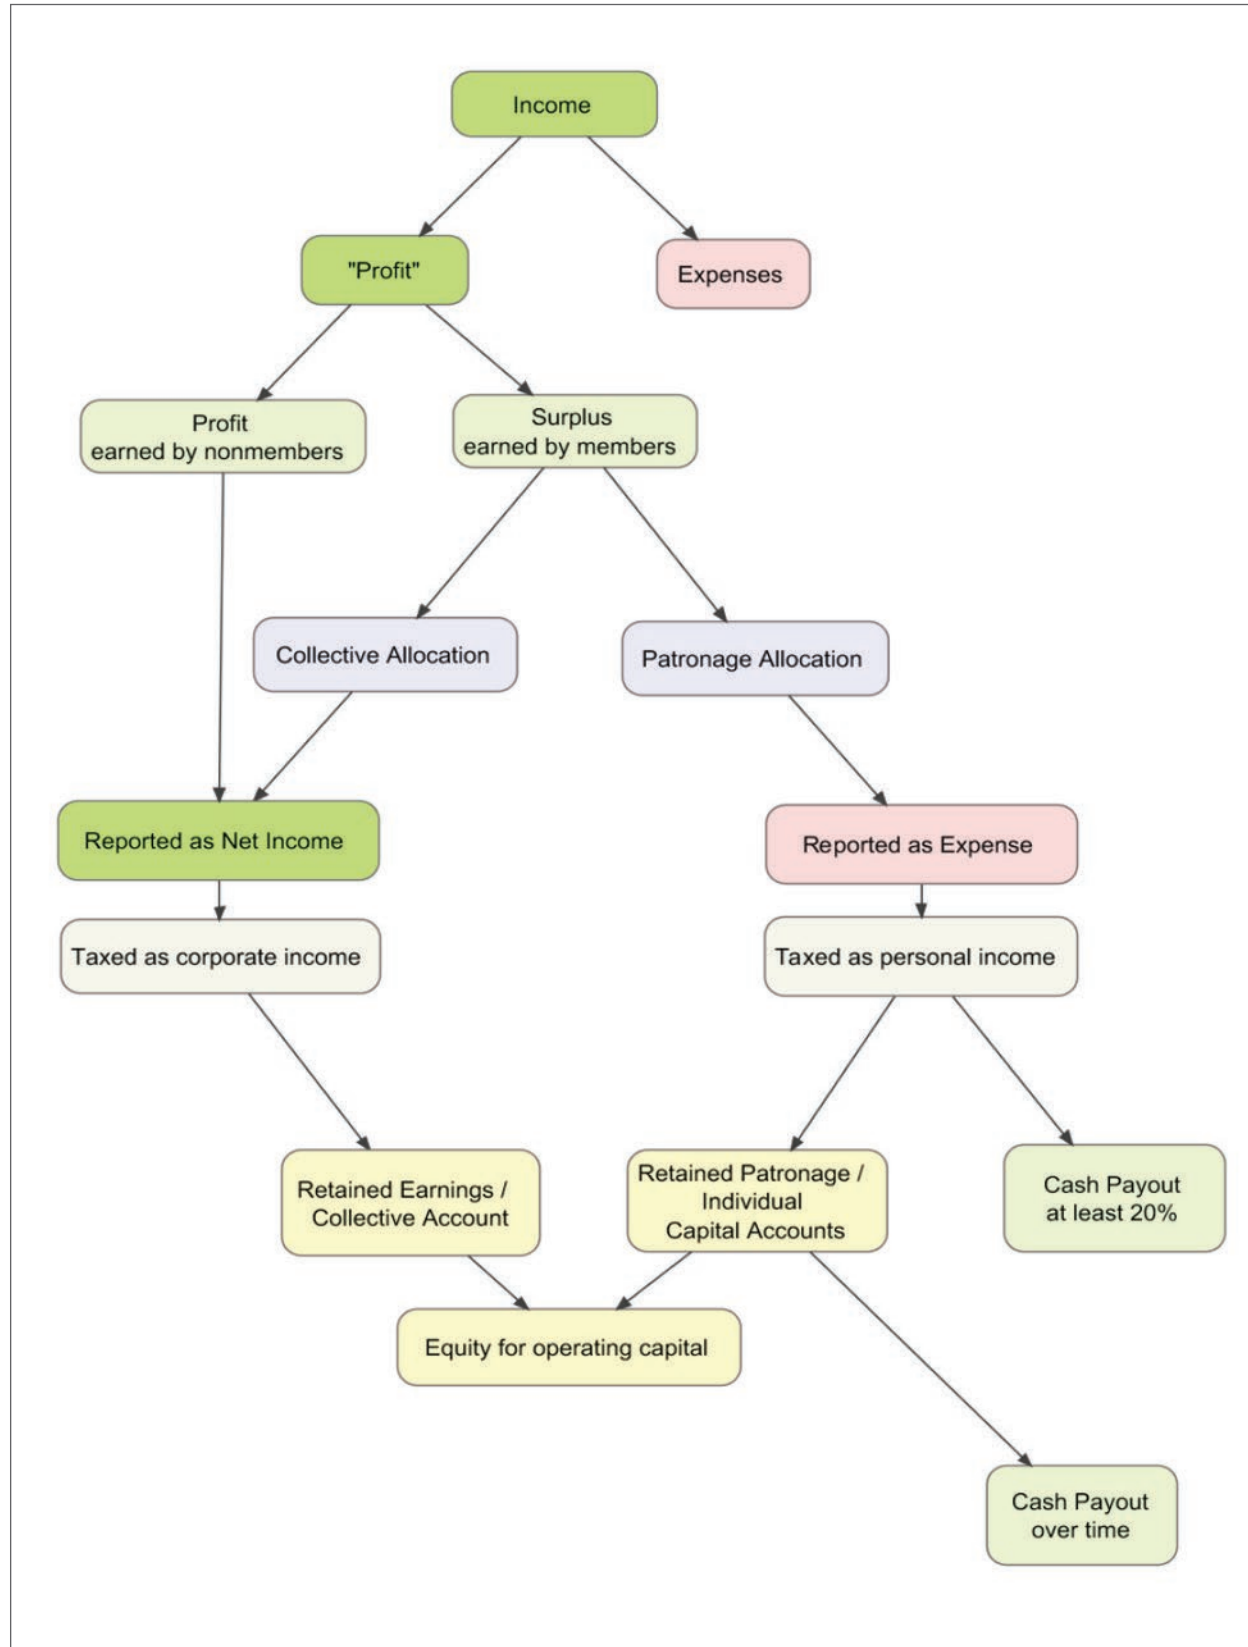 Income
"Profit"
Expenses
Profit
earned by nonmembers
Surplus
earned by members
Collective Allocation
Patronage Allocation
Reported as Net Income
Reported as Expense
Taxed as corporate income
Taxed as personal income
Retained Earnings /
Collective Account
Retained Patronage /
Individual
Capital Accounts
Cash Payout
at least 20%
Equity for operating capital
Cash Payout
over time